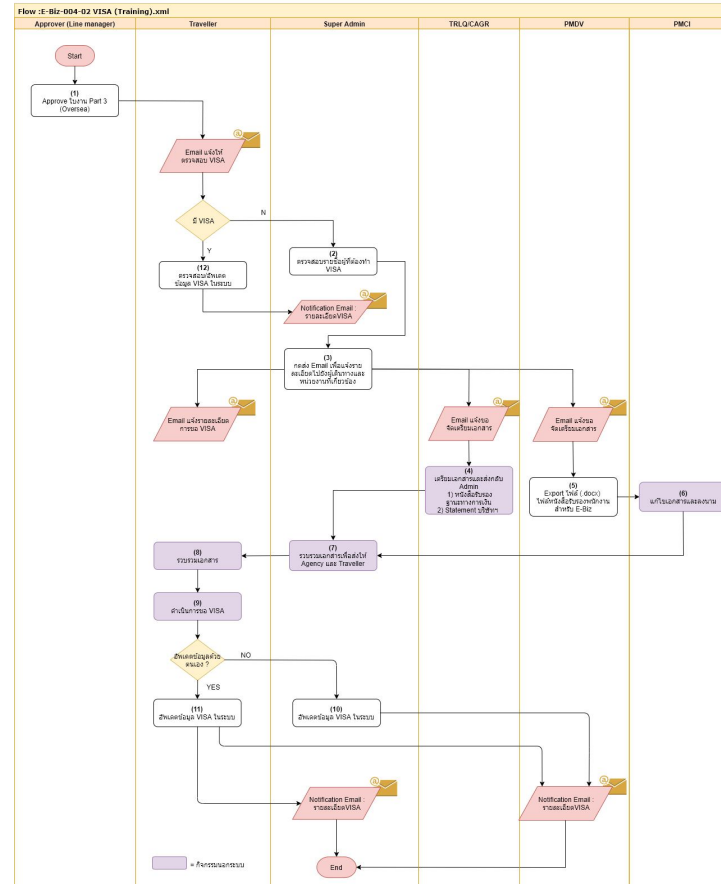 Flow :E-Biz-004-02 VISA (Training).xml
Approver (Line manager)
Traveller
Super Admin
TRLQ/CAGR
PMDV
PMCI
Start
(1)
Approve ใบงาน Part 3
(Oversea)
Email แจ้งให้
ตรวจสอบ VISA
มี VISA
N
Y
(2)
ตรวจสอบรายชื่อผู้ที่ต้องทำ
VISA
(12)
ตรวจสอบ/อัพเดต
ข้อมูล VISA ในระบบ
Notification Email :
รายละเอียดVISA
(3)
กดส่ง Email เพื่อแจ้งราย
ละเอียดไปยังผู้เดินทางและ
หน่วยงานที่เกี่ยวข้อง
Email แจ้งรายละเอียด
การขอ VISA
Email แจ้งขอ
จัดเตรียมเอกสาร
Email แจ้งขอ
จัดเตรียมเอกสาร
(4)
เตรียมเอกสารและส่งกลับ
Admin
1) หนังสือรับรอง
ฐานะทางการเงิน
2) Statement บริษัทฯ
(5)
Export ไฟล์ (.docx)
ไฟล์หนังสือรับรองพนักงาน
สำหรับ E-Biz
(6)
แก้ไขเอกสารและลงนาม
(7)
รวบรวมเอกสารเพื่อส่งให้
Agency และ Traveller
(8)
รวบรวมเอกสาร
(9)
ดำเนินการขอ VISA
อัพเดตข้อมูลด้วย
ตนเอง ?
NO
YES
(11)
อัพเดตข้อมูล VISA ในระบบ
(10)
อัพเดตข้อมูล VISA ในระบบ
Notification Email :
รายละเอียดVISA
Notification Email :
รายละเอียดVISA
End
= กิจกรรมนอกระบบ